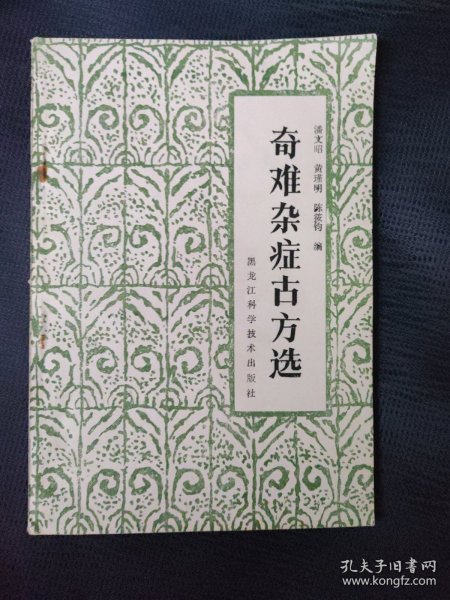 潘文昭 黄瑾明 陈筱钧 编
奇难杂症古方选
黑龙江科学技术出版社
孔夫子旧书网
www.kongfz.com